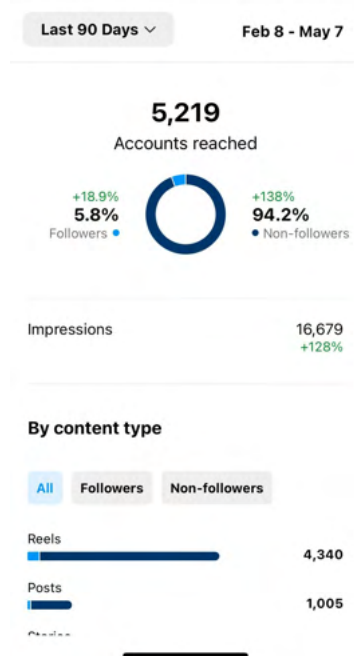 Last 90 Days
Feb 8 - May 7
5,219
Accounts reached
+18.9%
5.8%
Followers
+138%
94.2%
Non-followers
Impressions
16,679
+128%
By content type
All Followers Non-followers
Reels
4,340
Posts
1,005